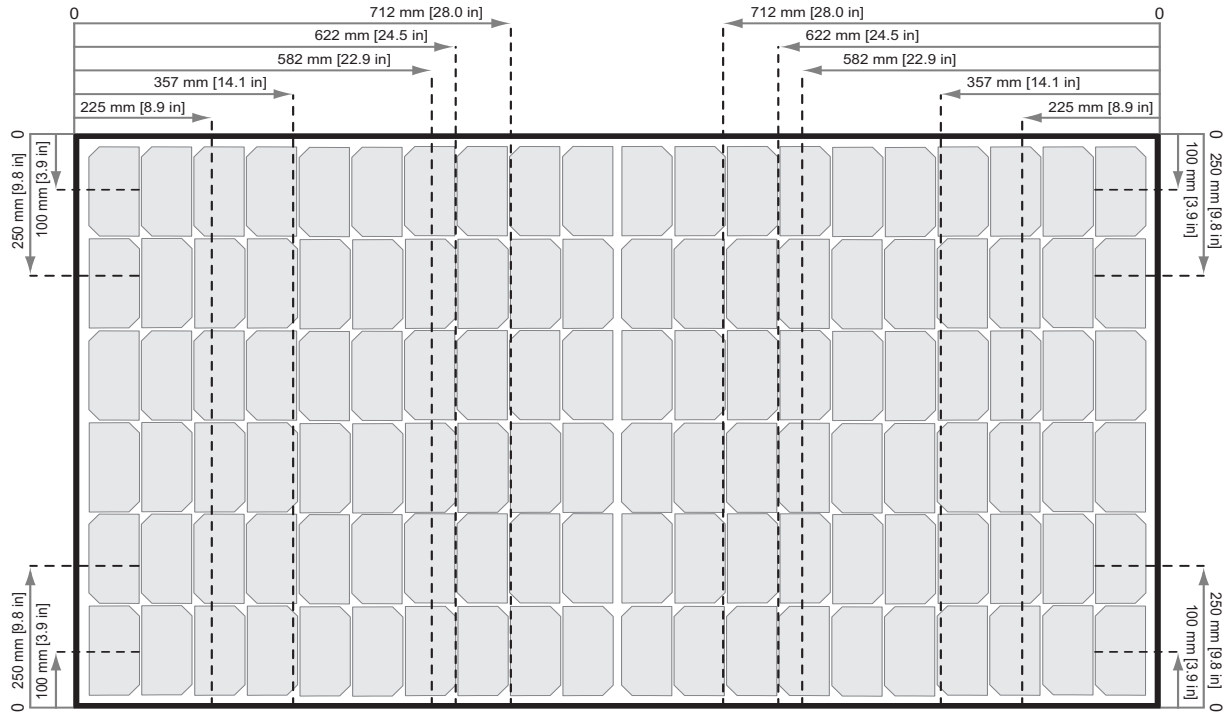 0
712 mm [28.0 in]
712 mm [28.0 in]
0
622 mm [24.5 in]
622 mm [24.5 in]
582 mm [22.9 in]
582 mm [22.9 in]
357 mm [14.1 in]
357 mm [14.1 in]
225 mm [8.9 in]
225 mm [8.9 in]
0
250 mm [9.8 in]
100 mm [3.9 in]
0
100 mm [3.9 in]
250 mm [9.8 in]
250 mm [9.8 in]
100 mm [3.9 in]
0
100 mm [3.9 in]
250 mm [9.8 in]
0